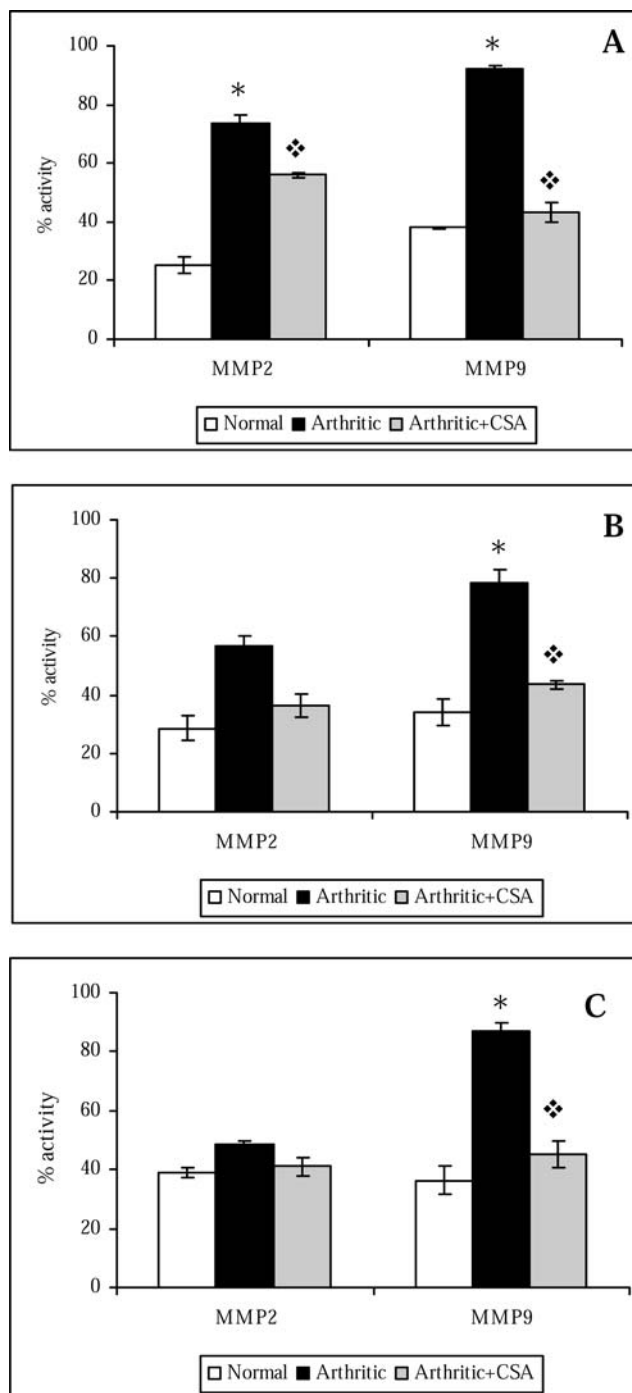 A
100
80
60
40
20
0
% activity
* ❖ * ❖
MMP2 MMP9
Normal Arthritic Arthritic+CSA
B
100
80
60
40
20
0
% activity
* ❖
MMP2 MMP9
Normal Arthritic Arthritic+CSA
C
100
80
60
40
20
0
% activity
* ❖
MMP2 MMP9
Normal Arthritic Arthritic+CSA